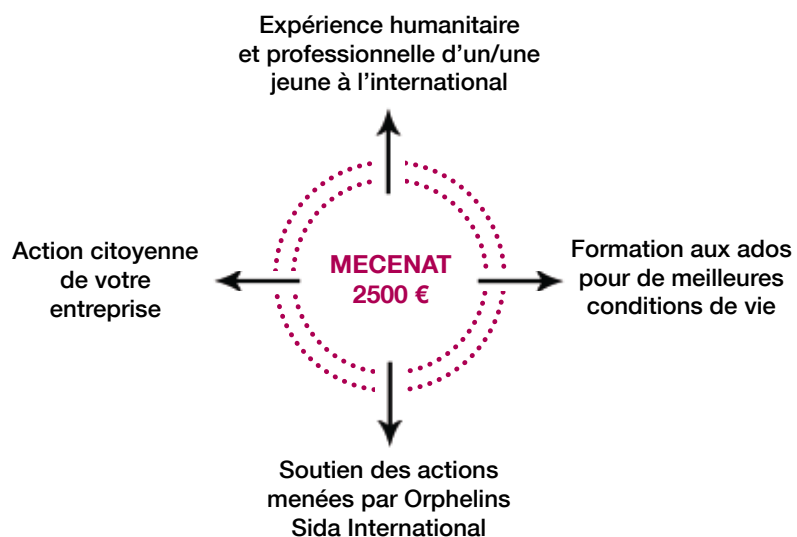 Expérience humanitaire
et professionnelle d'un/une
jeune à l'international
Action citoyenne
de votre
entreprise
MECENAT
2500 €
Formation aux ados
pour de meilleures
conditions de vie
Soutien des actions
menées par Orphelins
Sida International